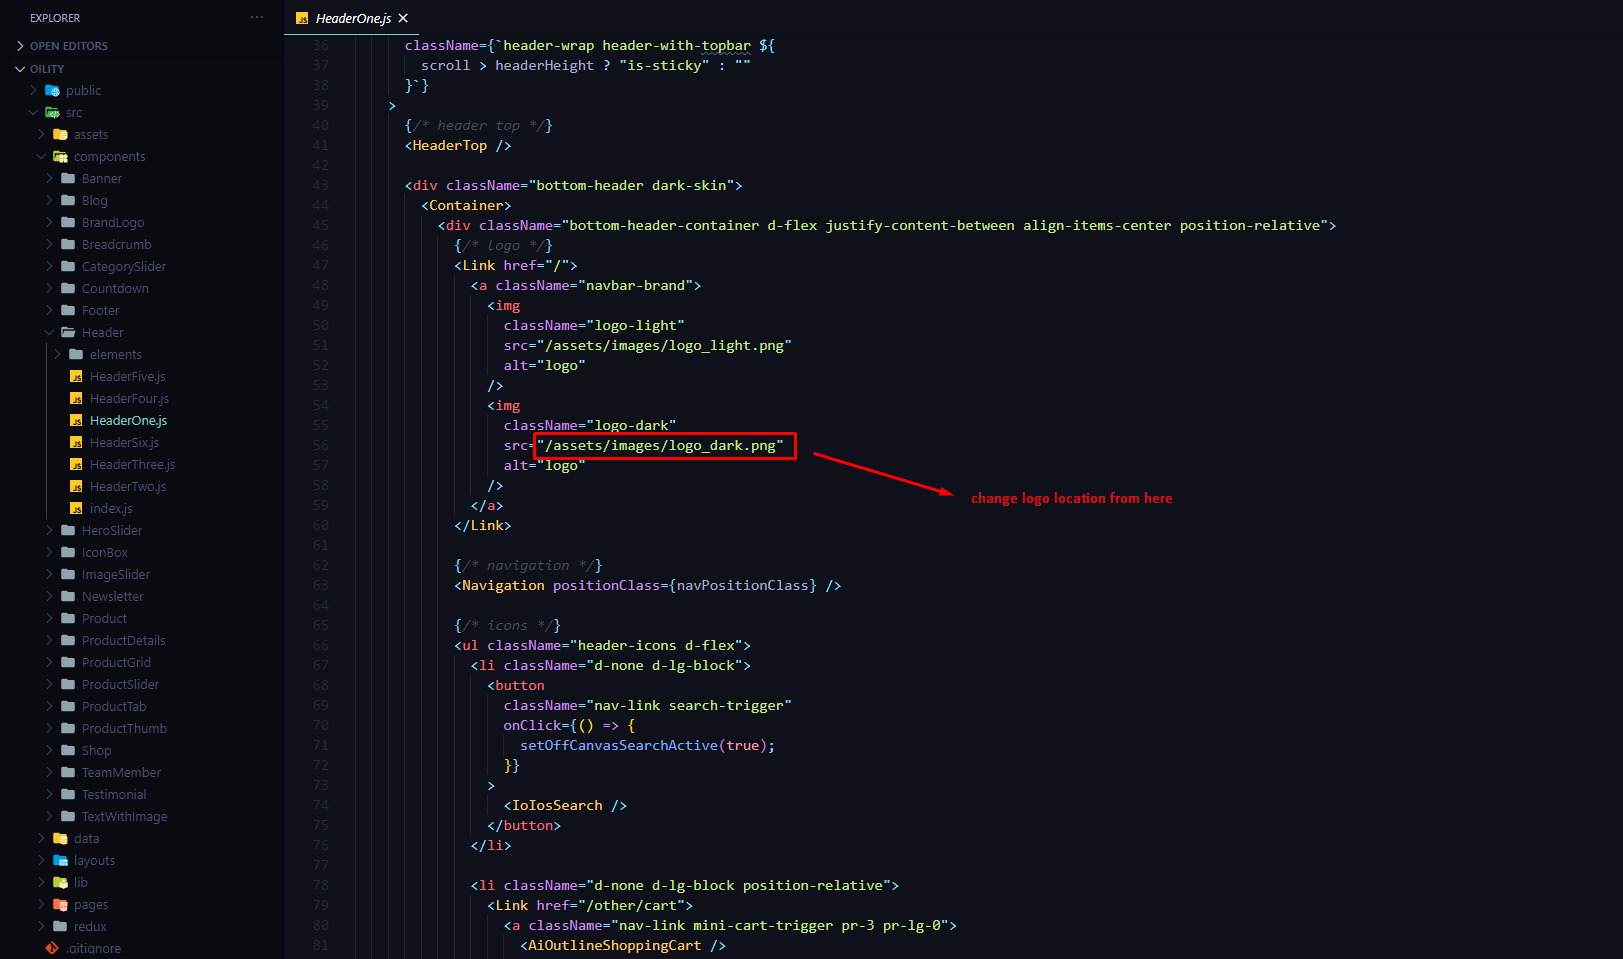 EXPLORER ···
OPEN EDITORS
OILITY
public
src
assets
components
Banner
Blog
BrandLogo
Breadcrumb
CategorySlider
Countdown
Footer
Header
elements
HeaderFive.js
HeaderFour.js
HeaderOne.js
HeaderSix.js
HeaderThree.js
HeaderTwo.js
index.js
HeroSlider
IconBox
ImageSlider
Newsletter
Product
ProductDetails
ProductGrid
ProductSlider
ProductTab
ProductThumb
Shop
TeamMember
Testimonial
TextWithImage
data
layouts
lib
pages
redux
.gitignore
JS HeaderOne.js ×
36 className={`header-wrap header-with-topbar ${
37 scroll > headerHeight ? "is-sticky" : ""
38 }`}
39 >
40 {/* header top */}
41 <HeaderTop />
42
43 <div className="bottom-header dark-skin">
44 <Container>
45 <div className="bottom-header-container d-flex justify-content-between align-items-center position-relative">
46 {/* logo */}
47 <Link href="/">
48 <a className="navbar-brand">
49 <img
50 className="logo-light"
51 src="/assets/images/logo_light.png"
52 alt="logo"
53 />
54 <img
55 className="logo-dark"
56 src="/assets/images/logo_dark.png"
57 alt="logo"
58 />
59 </a>
60 </Link>
61
62 {/* navigation */}
63 <Navigation positionClass={navPositionClass} />
64
65 {/* icons */}
66 <ul className="header-icons d-flex">
67 <li className="d-none d-lg-block">
68 <button
69 className="nav-link search-trigger"
70 onClick={() => {
71 setOffCanvasSearchActive(true);
72 }}
73 >
74 <IoIosSearch />
75 </button>
76 </li>
77
78 <li className="d-none d-lg-block position-relative">
79 <Link href="/other/cart">
80 <a className="nav-link mini-cart-trigger pr-3 pr-lg-0">
81 <AiOutlineShoppingCart />
change logo location from here